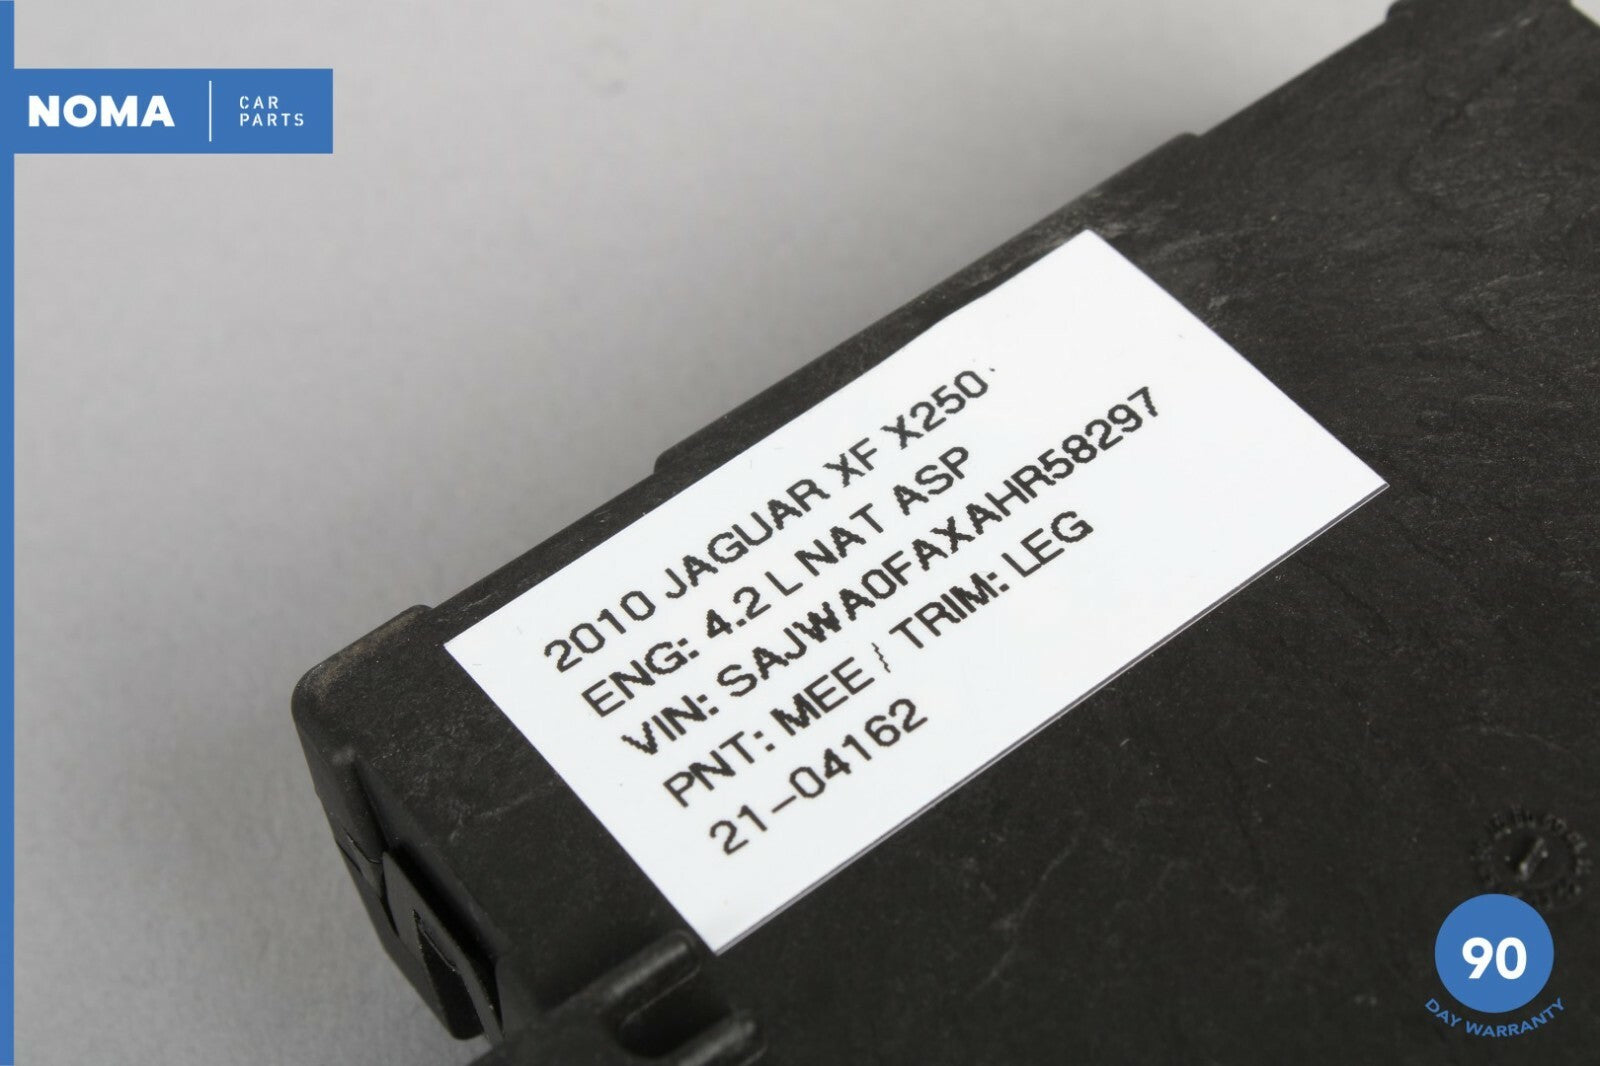 NOMA
CAR
PARTS
2010 JAGUAR XF X250
ENG: 4.2 L NAT ASP
VIN: SAJWA0FAXAHR58297
PNT: MEE / TRIM: LEG
21-04162
90
DAY WARRANTY